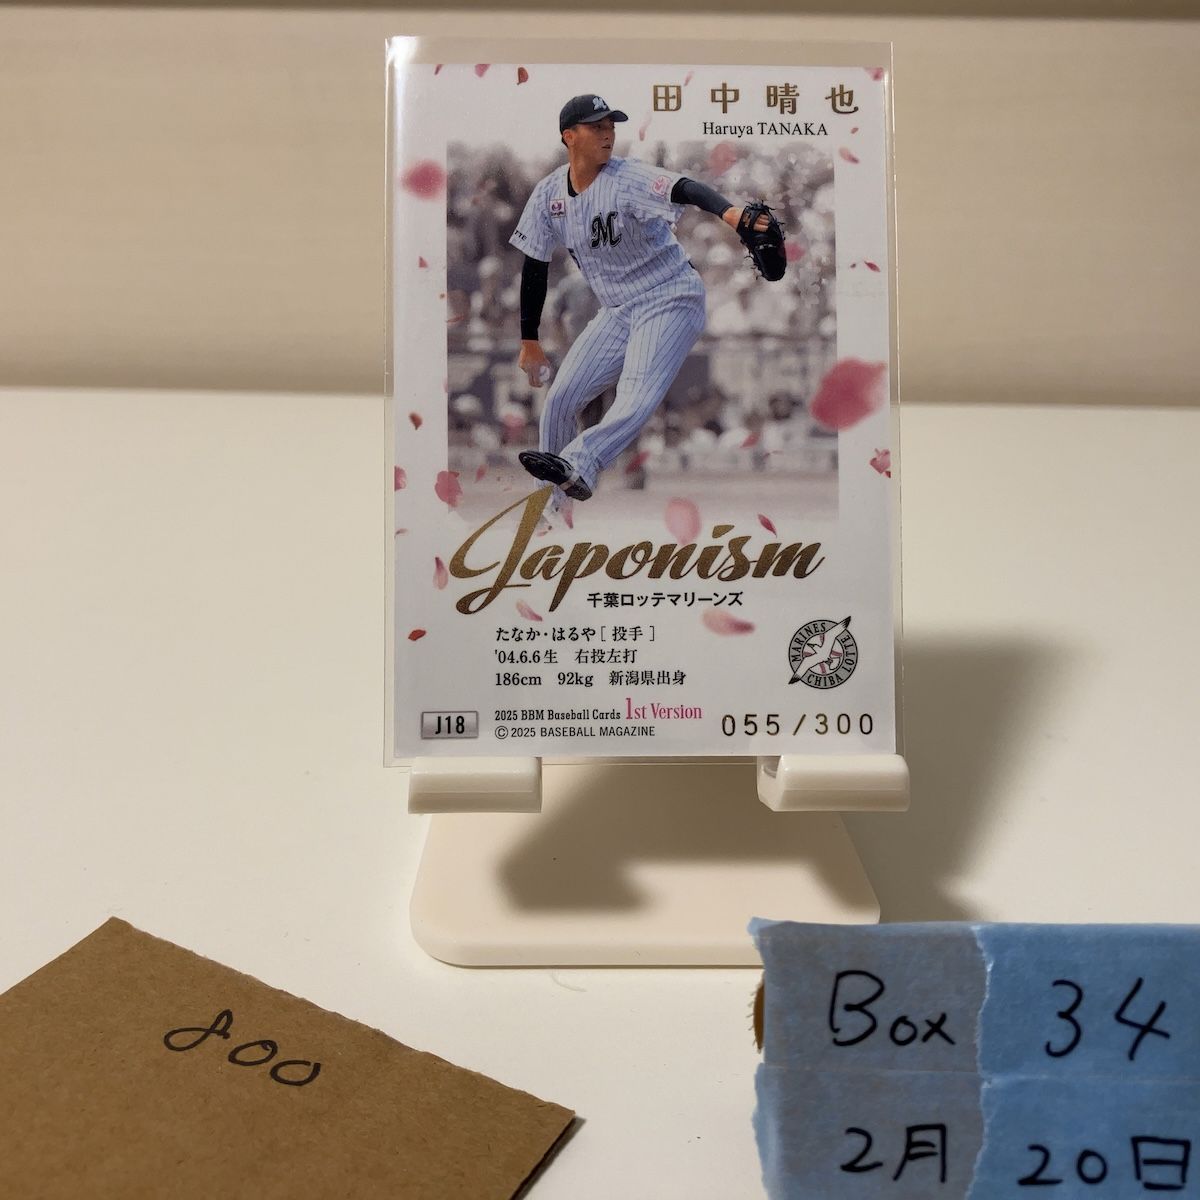 田中晴也
Haruya TANAKA
M
M
Japonism
千葉ロッテマリーンズ
たなか・はるや[ 投手 ]
'04.6.6生 右投左打
186cm 92kg 新潟県出身
MARINES
CHIBA LOTTE
J18
2025 BBM Baseball Cards 1st Version
©2025 BASEBALL MAGAZINE
055/300
800
Box 34
2月 20日